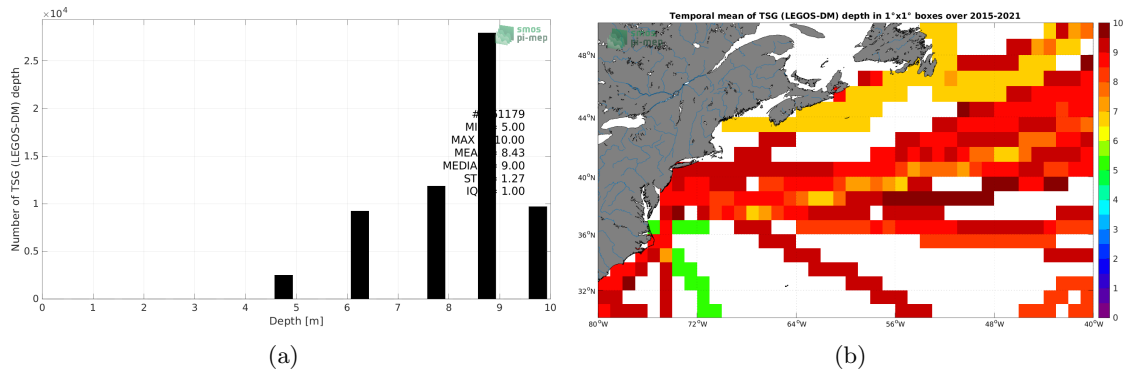 ×10⁴
smos
pi-mep
2.5
2
1.5
1
0.5
0
Number of TSG (LEGOS-DM) depth
MAX 10.00
5.00
8.43
MEDIA 9.00
1.27
1.00
0 1 2 3 4 5 6 7 8 9 10
Depth [m]
(a)
Temporal mean of TSG (LEGOS-DM) depth in 1°x1° boxes over 2015-2021
smos
pi-mep
48°N
44°N
40°N
36°N
32°N
80°W 72°W 64°W 56°W 48°W 40°W
10
9
8
7
6
5
4
3
2
1
0
(b)